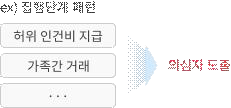 ex) 집행단계 패턴
허위 인건비 지급
가족간 거래
···
의심자 도출